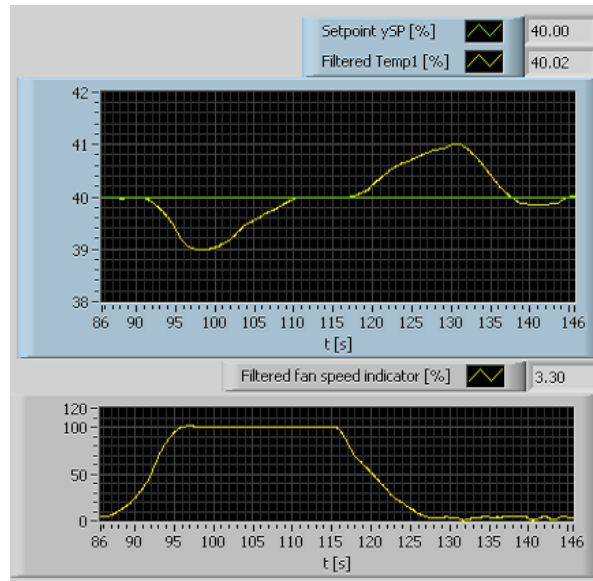 Setpoint ySP [%] 40.00
Filtered Temp1 [%] 40.02
42
41
40
39
38
86 90 95 100 105 110 115 120 125 130 135 140 146
t [s]
Filtered fan speed indicator [%] 3.30
120
100
50
0
86 90 95 100 105 110 115 120 125 130 135 140 146
t [s]